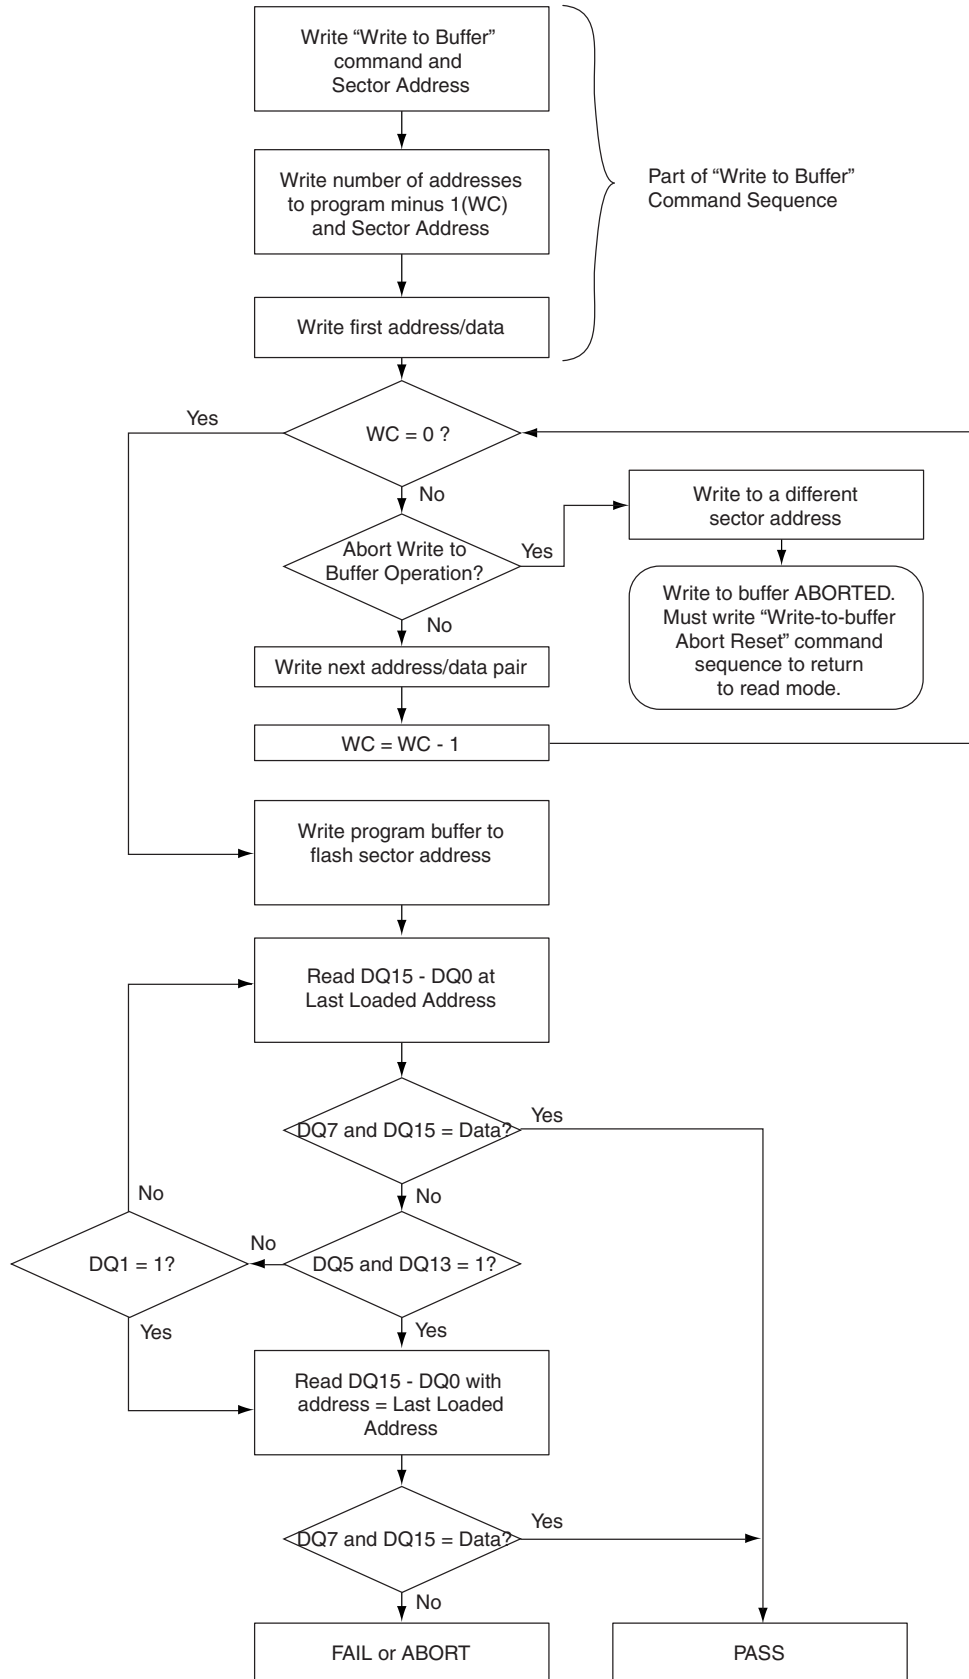 Write “Write to Buffer”
command and
Sector Address
Write number of addresses
to program minus 1(WC)
and Sector Address
Part of “Write to Buffer”
Command Sequence
Write first address/data
Yes
WC = 0 ?
No
Write to a different
sector address
Abort Write to
Buffer Operation?
Yes
Write to buffer ABORTED.
Must write “Write-to-buffer
Abort Reset” command
sequence to return
to read mode.
No
Write next address/data pair
WC = WC - 1
Write program buffer to
flash sector address
Read DQ15 - DQ0 at
Last Loaded Address
Yes
DQ7 and DQ15 = Data?
No
No
No
DQ1 = 1?
DQ5 and DQ13 = 1?
Yes
Yes
Read DQ15 - DQ0 with
address = Last Loaded
Address
Yes
DQ7 and DQ15 = Data?
No
FAIL or ABORT
PASS